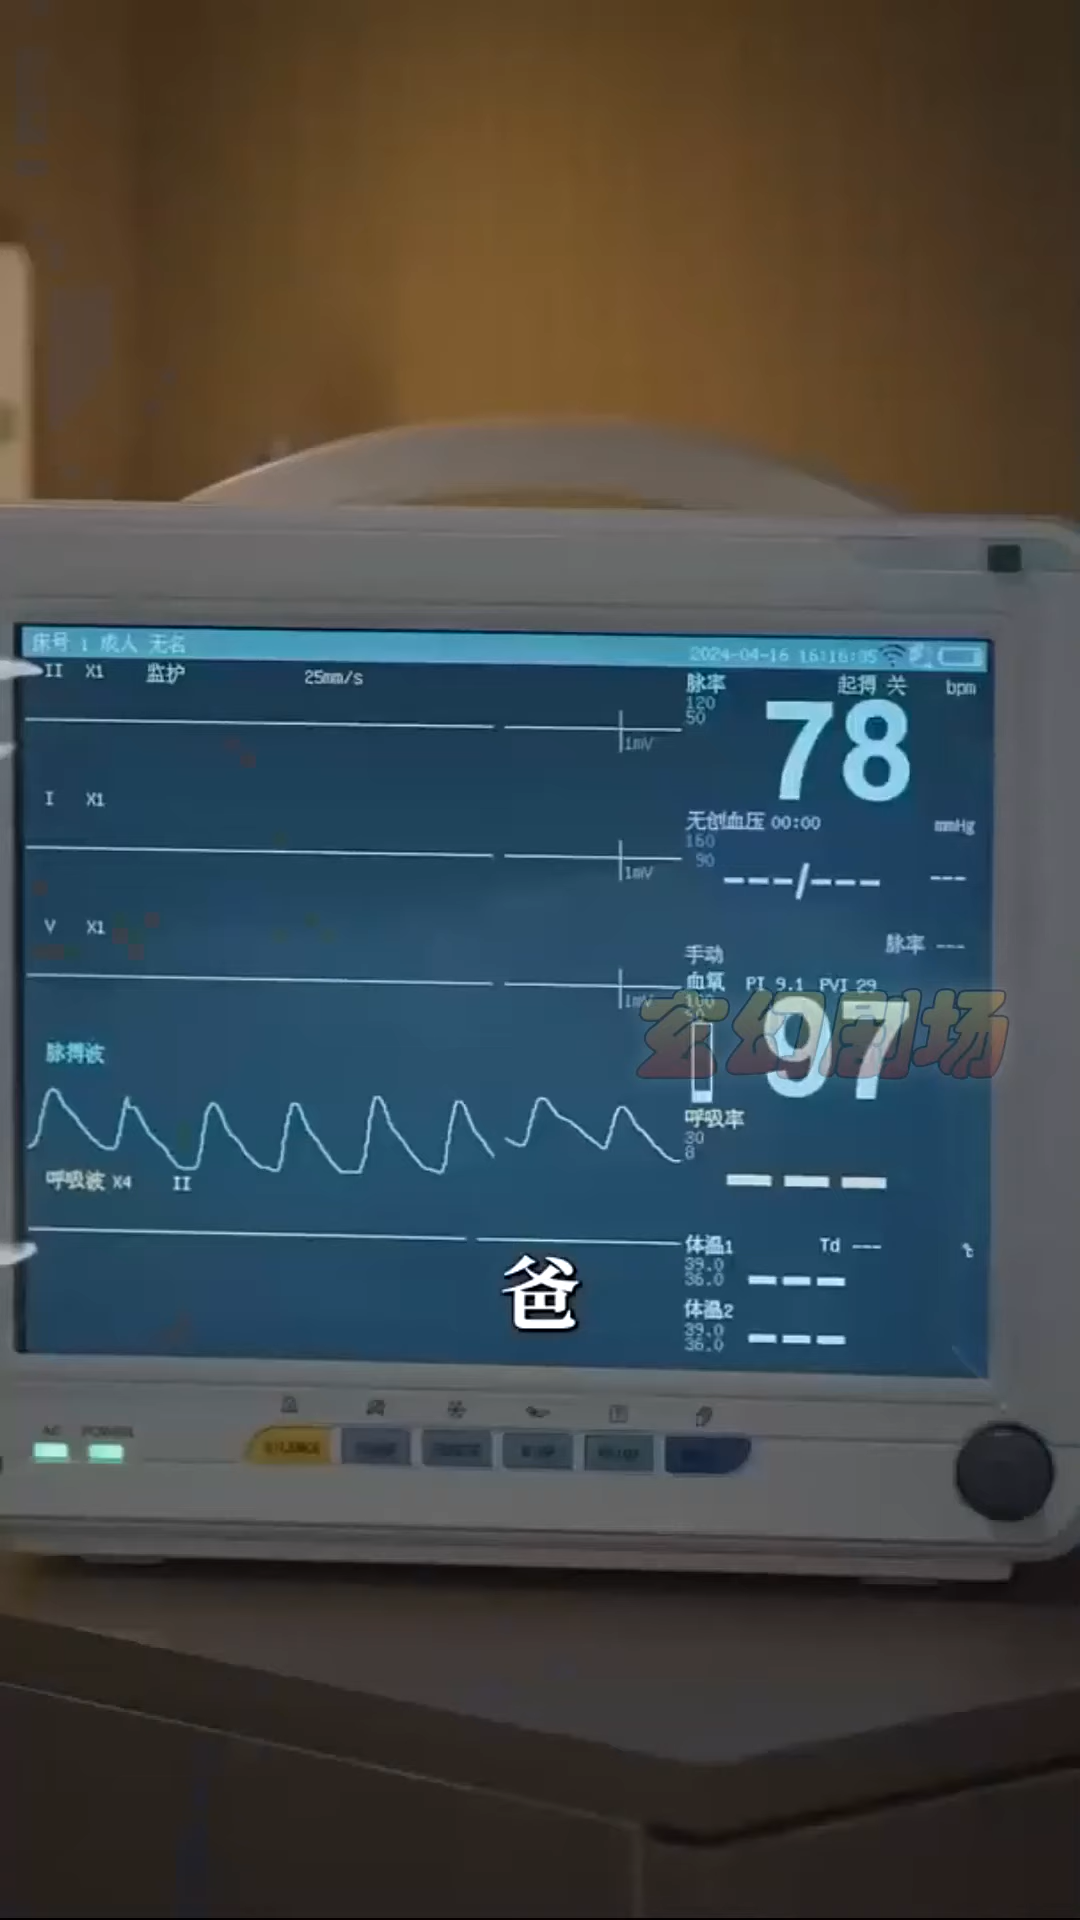 床号 1 成人 无名
2024-04-16 16:16:35
II X1 监护 25mm/s
脉率 起搏 关 bpm
120
50
78
1mV
I X1
无创血压 00:00 mmHg
160
90
---/--- ---
1mV
V X1
脉率 ---
手动
血氧 PI 9.1 PVI 29
100
97
1mV
玄幻剧场
脉搏波
呼吸率
30
8
---
呼吸波 X4 II
体温1 Td --- ℃
39.0
36.0
---
爸
体温2
39.0
36.0
---
AC POWER
SILENCE